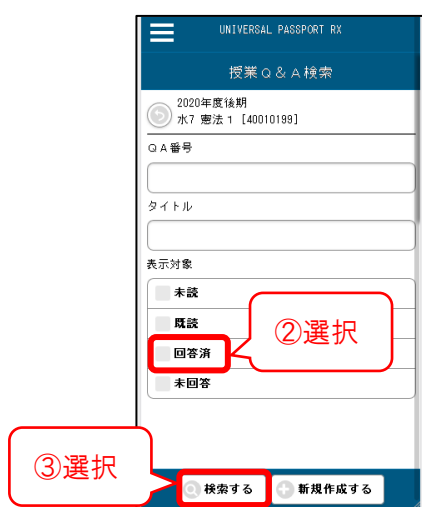 UNIVERSAL PASSPORT RX
授業Ｑ＆Ａ検索
2020年度後期
水7 憲法１ [40010199]
ＱＡ番号
タイトル
表示対象
未読
既読
②選択
回答済
未回答
③選択
検索する
新規作成する